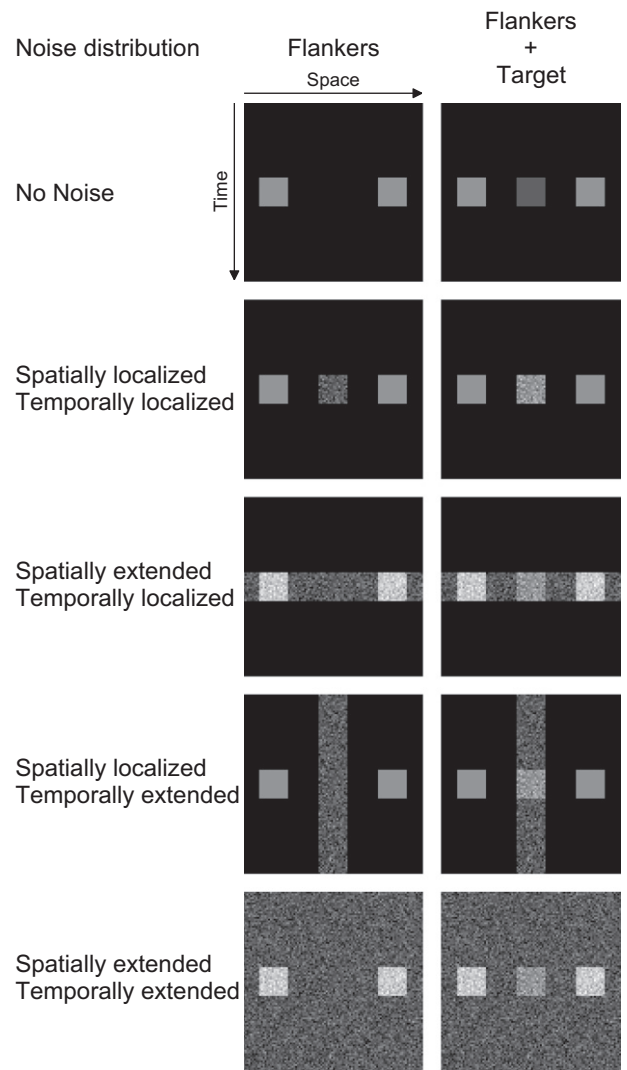 Noise distribution
Flankers
Flankers
+
Target
Space
Time
No Noise
Spatially localized
Temporally localized
Spatially extended
Temporally localized
Spatially localized
Temporally extended
Spatially extended
Temporally extended